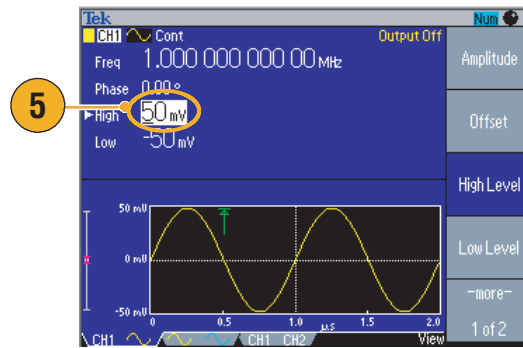 Tek Num
CH1 Cont Output Off
Freq 1.000 000 000 00 MHz
Phase 0.00 °
High 50 mV
Low -50 mV
5
Amplitude
Offset
High Level
Low Level
-more-
1 of 2
50 mV
0 mV
-50 mV
0 0.5 1.0 µs 1.5 2.0
CH1 CH1 CH2 View